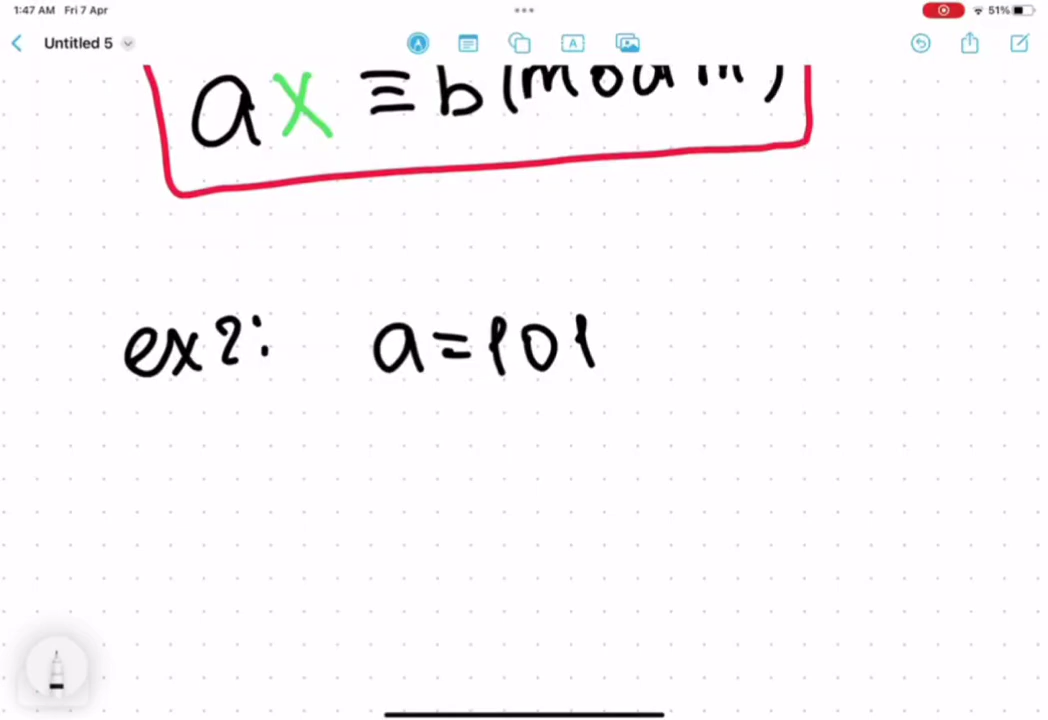 1:47 AM Fri 7 Apr
51%
Untitled 5
A
ax ≡ b (mod m)
ex2: a=101